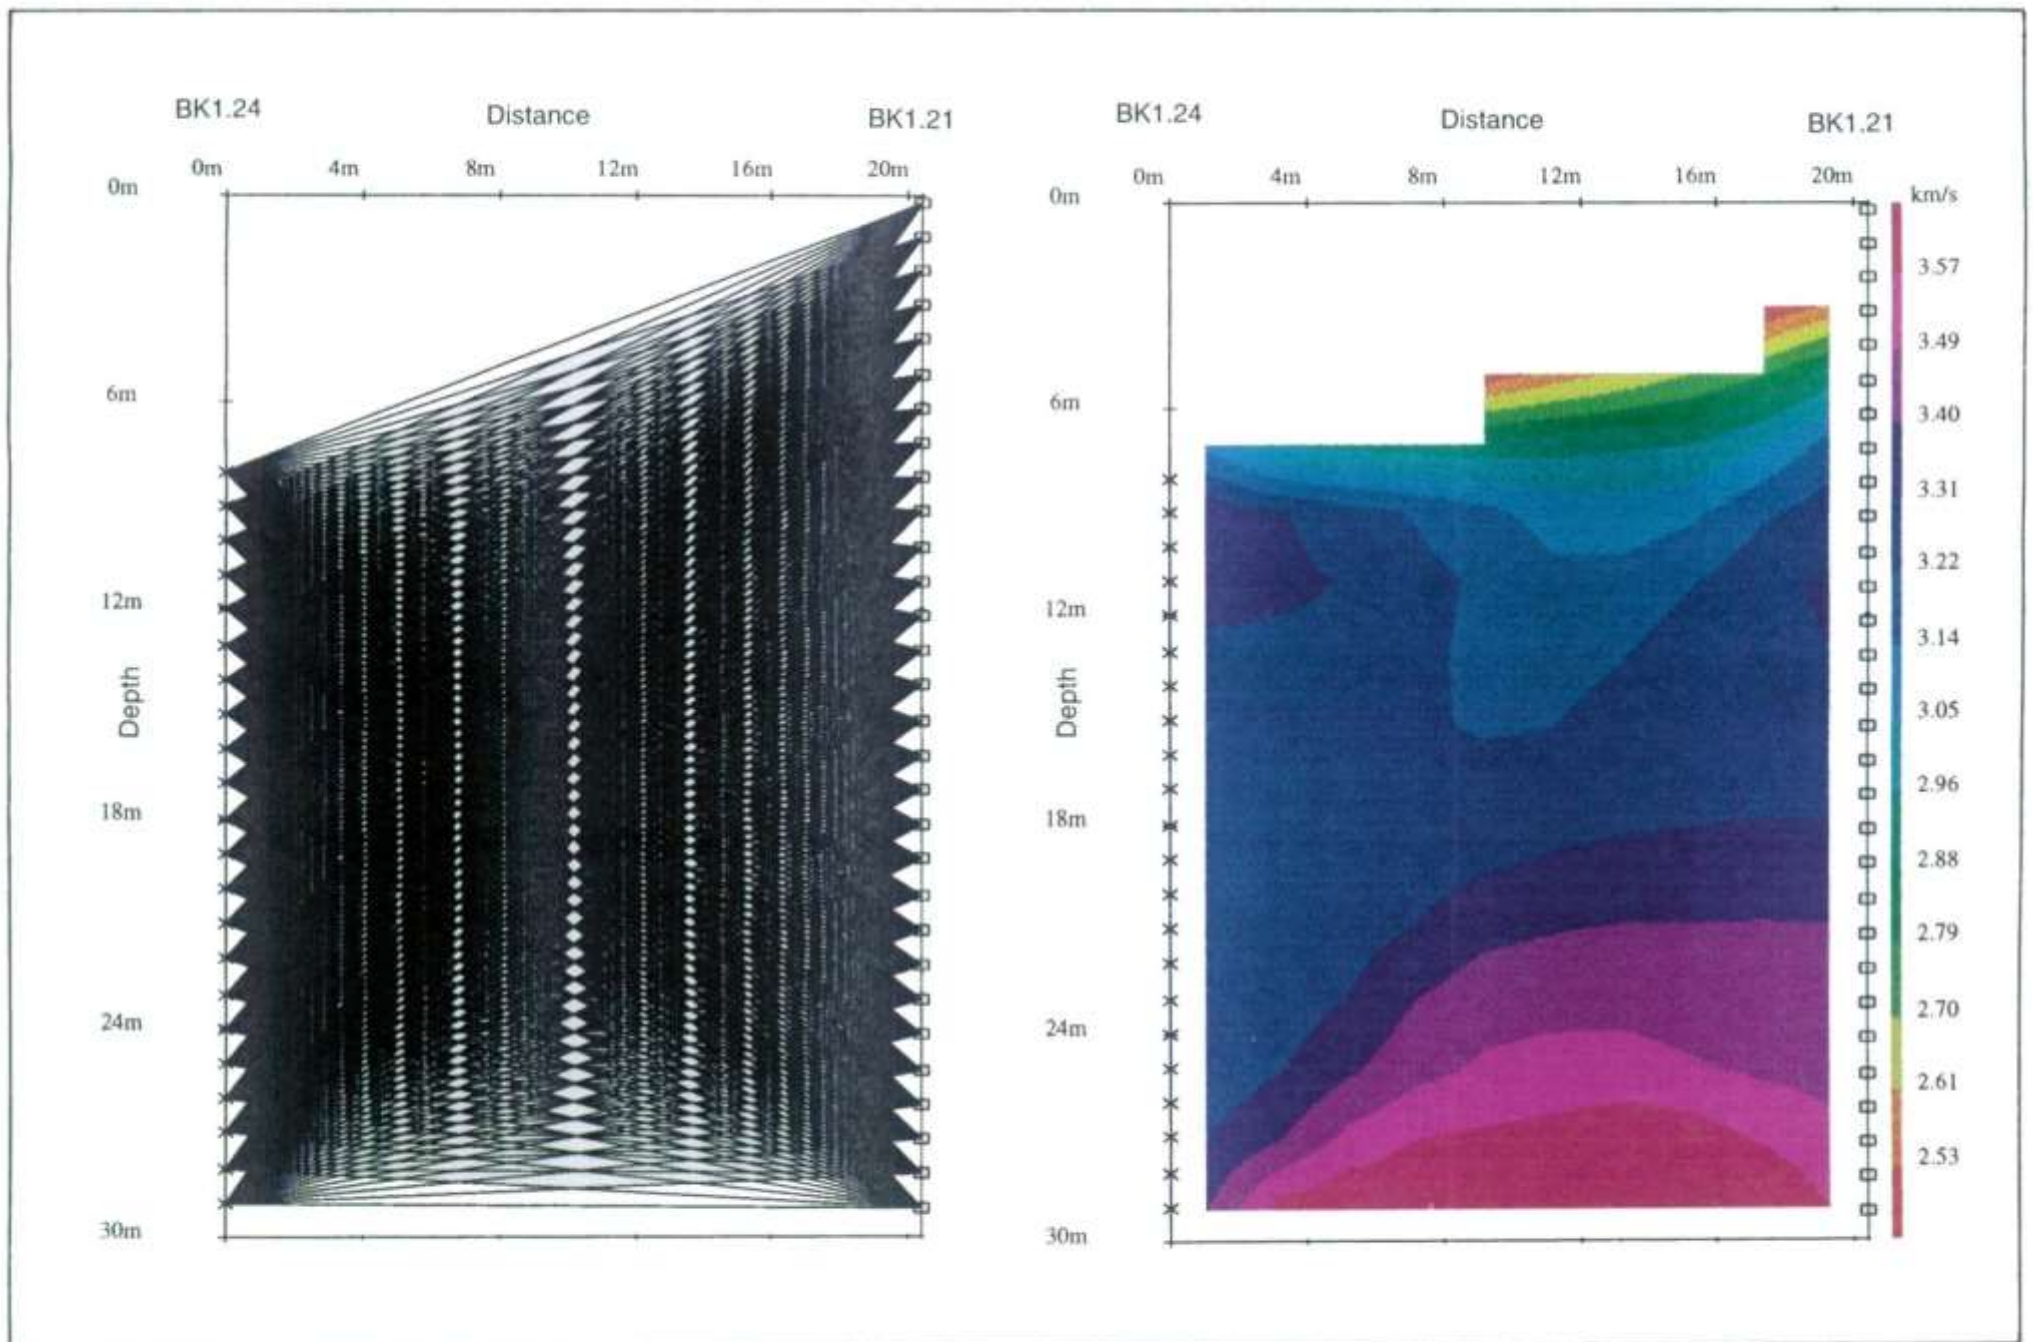 BK1.24 Distance BK1.21
0m 4m 8m 12m 16m 20m
0m
6m
12m
Depth
18m
24m
30m
BK1.24 Distance BK1.21
0m 4m 8m 12m 16m 20m
0m
6m
12m
Depth
18m
24m
30m
km/s
3.57
3.49
3.40
3.31
3.22
3.14
3.05
2.96
2.88
2.79
2.70
2.61
2.53